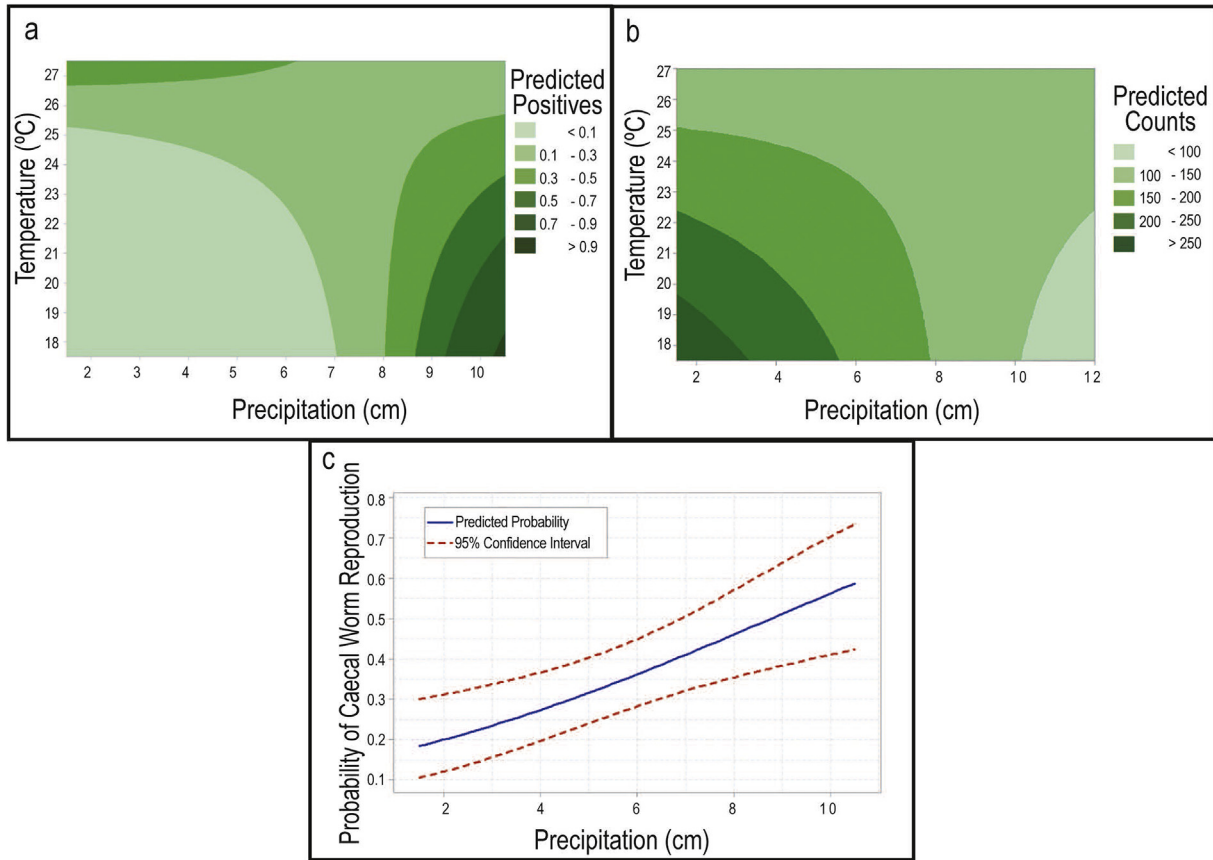 a
Temperature (ºC)
27
26
25
24
23
22
21
20
19
18
2 3 4 5 6 7 8 9 10
Precipitation (cm)
Predicted
Positives
< 0.1
0.1 - 0.3
0.3 - 0.5
0.5 - 0.7
0.7 - 0.9
> 0.9
b
Temperature (ºC)
27
26
25
24
23
22
21
20
19
18
2 4 6 8 10 12
Precipitation (cm)
Predicted
Counts
< 100
100 - 150
150 - 200
200 - 250
> 250
c
Probability of Caecal Worm Reproduction
0.8
0.7
0.6
0.5
0.4
0.3
0.2
0.1
Predicted Probability
95% Confidence Interval
2 4 6 8 10
Precipitation (cm)